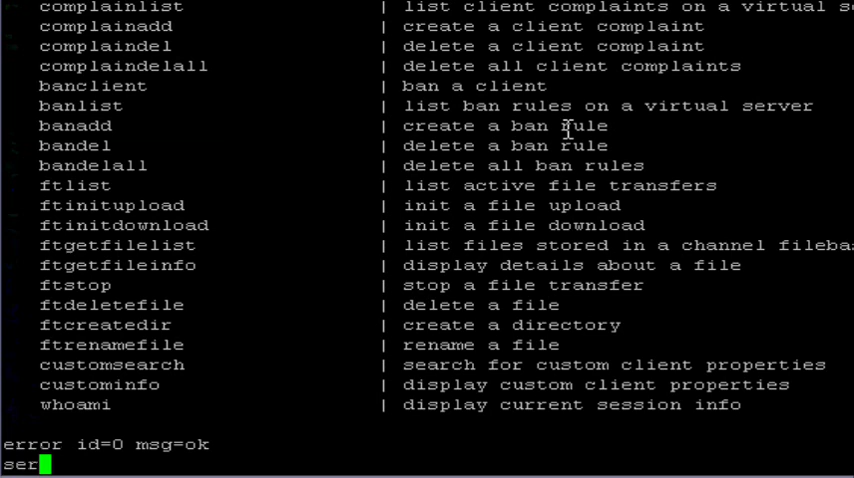 complainlist | list client complaints on a virtual s
complainadd | create a client complaint
complaindel | delete a client complaint
complaindelall | delete all client complaints
banclient | ban a client
banlist | list ban rules on a virtual server
banadd | create a ban rule
bandel | delete a ban rule
bandelall | delete all ban rules
ftlist | list active file transfers
ftinitupload | init a file upload
ftinitdownload | init a file download
ftgetfilelist | list files stored in a channel fileba
ftgetfileinfo | display details about a file
ftstop | stop a file transfer
ftdeletefile | delete a file
ftcreatedir | create a directory
ftrenamefile | rename a file
customsearch | search for custom client properties
custominfo | display custom client properties
whoami | display current session info
error id=0 msg=ok
ser